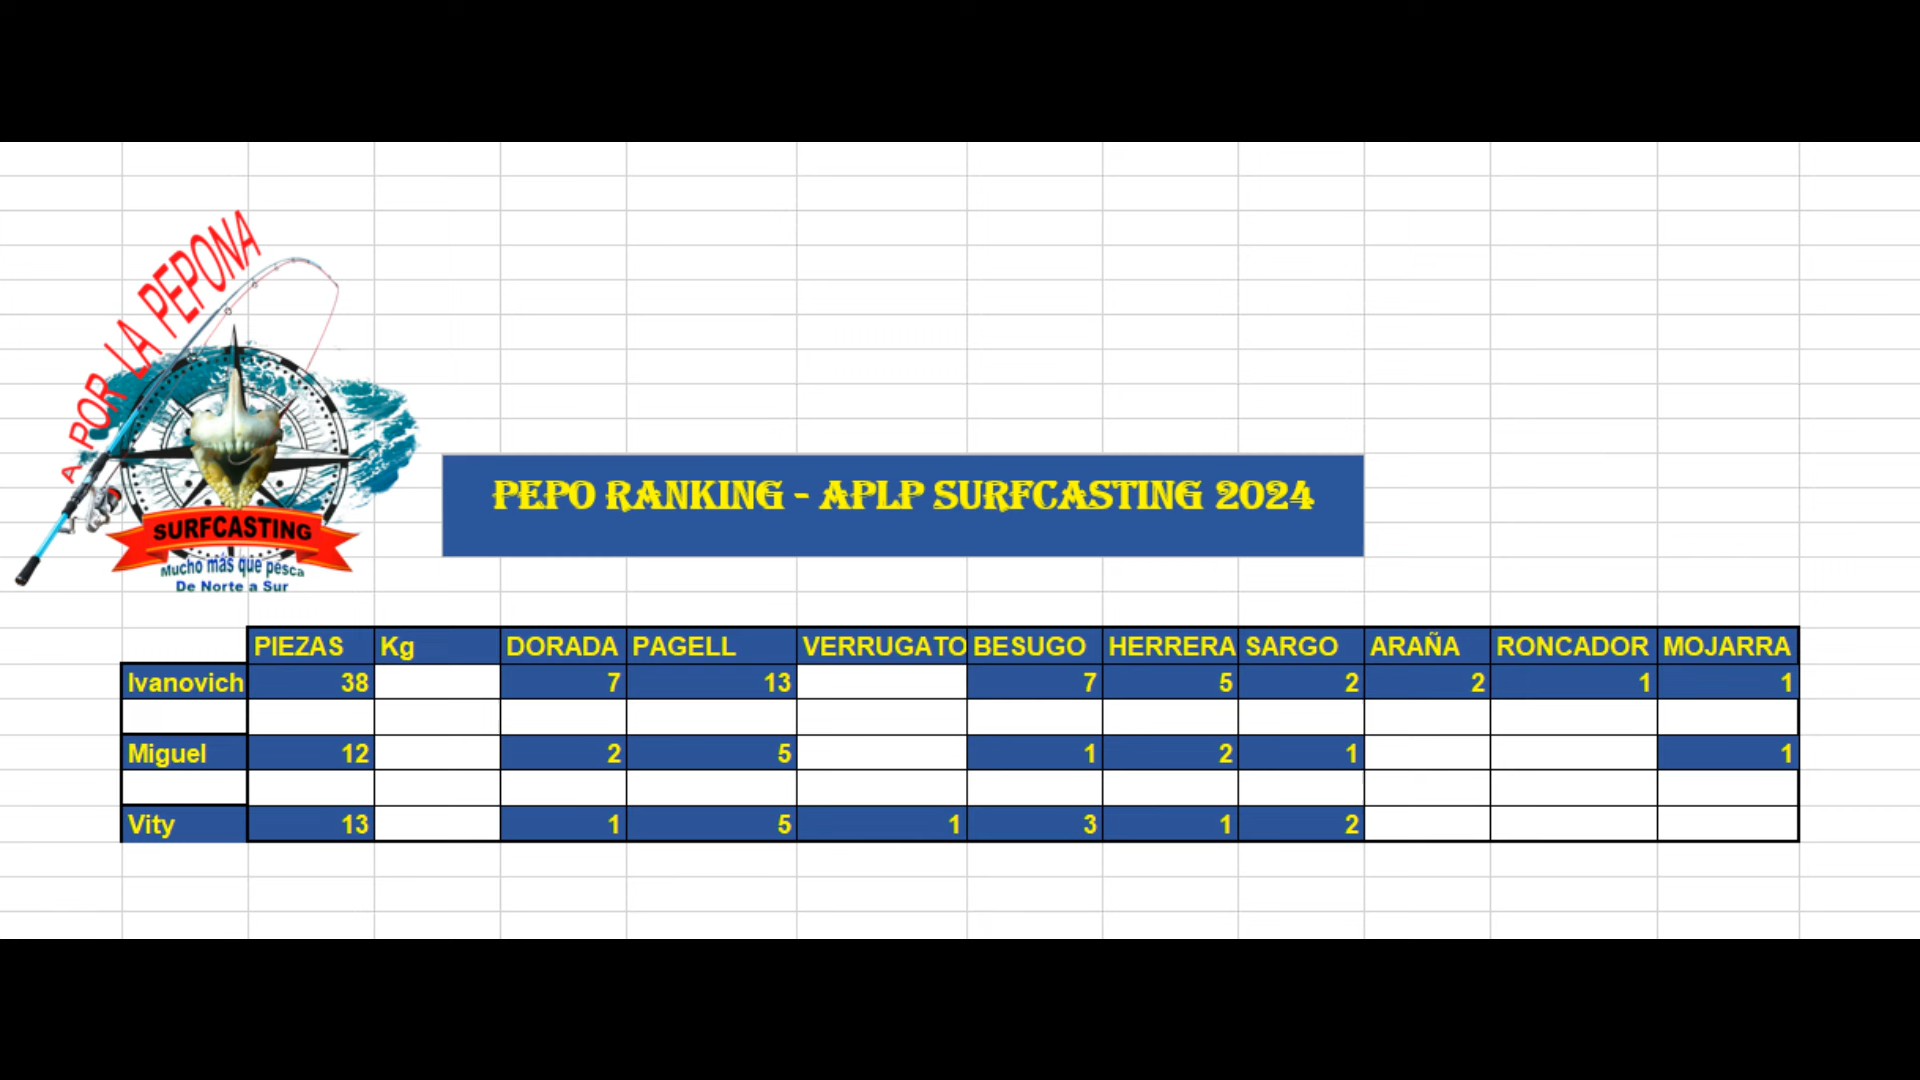 A POR LA PEPONA
SURFCASTING
Mucho más que pesca
De Norte a Sur
PEPO RANKING - APLP SURFCASTING 2024
PIEZAS Kg DORADA PAGELL VERRUGATO BESUGO HERRERA SARGO ARAÑA RONCADOR MOJARRA
Ivanovich 38 7 13 7 5 2 2 1 1
Miguel 12 2 5 1 2 1 1
Vity 13 1 5 1 3 1 2